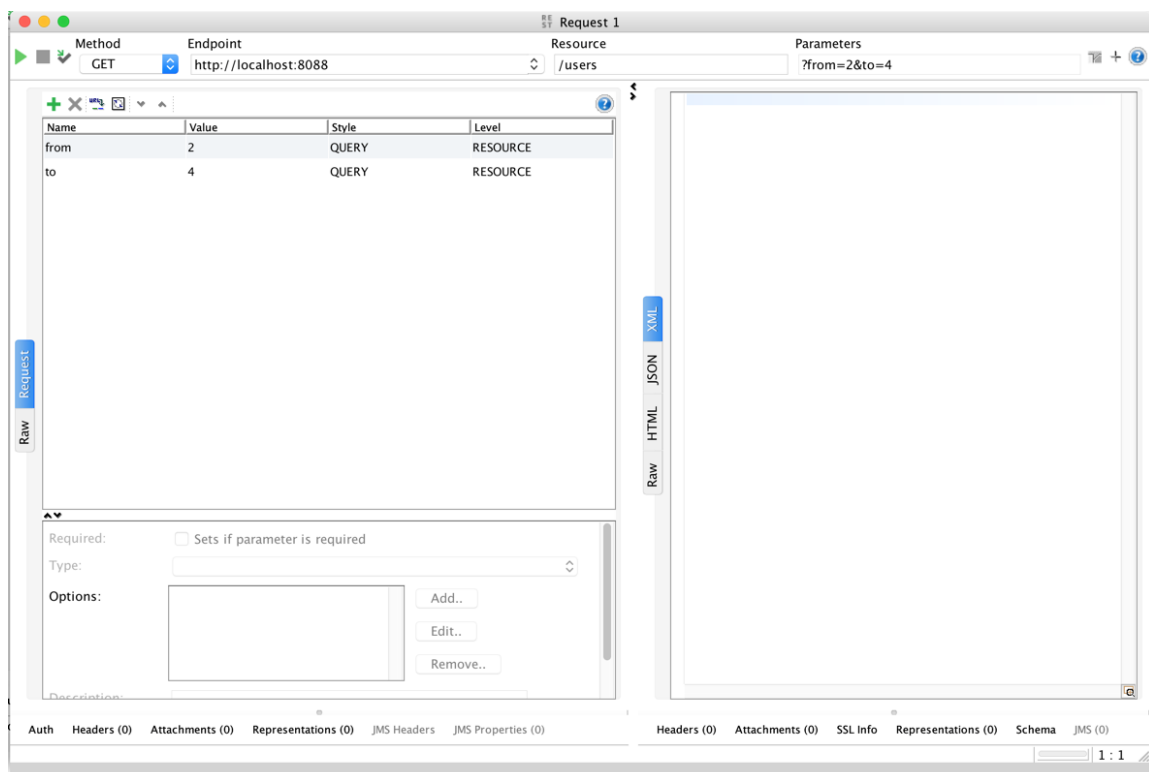 REST Request 1
Method Endpoint Resource Parameters
GET http://localhost:8088 /users ?from=2&to=4
Name Value Style Level
from 2 QUERY RESOURCE
to 4 QUERY RESOURCE
Request
Raw
Required: Sets if parameter is required
Type:
Options:
Add..
Edit..
Remove..
Description:
XML
JSON
HTML
Raw
Auth Headers (0) Attachments (0) Representations (0) JMS Headers JMS Properties (0)
Headers (0) Attachments (0) SSL Info Representations (0) Schema JMS (0)
1 : 1